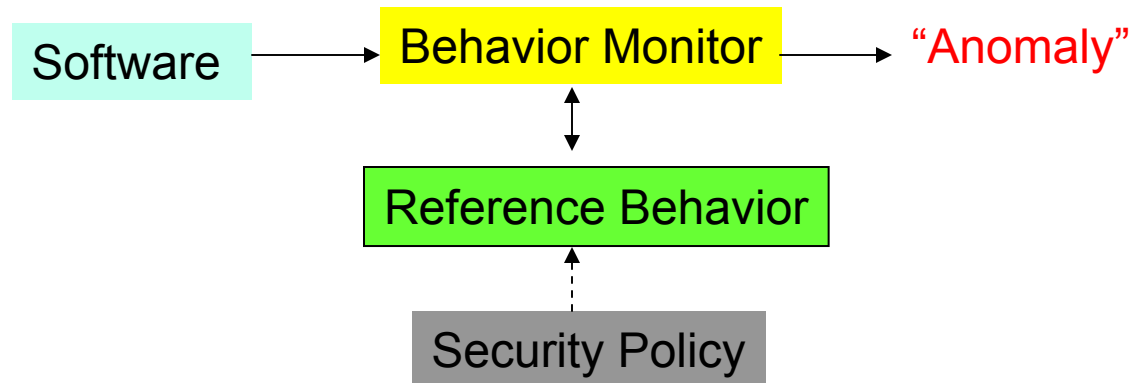 Software
Behavior Monitor
“Anomaly”
Reference Behavior
Security Policy